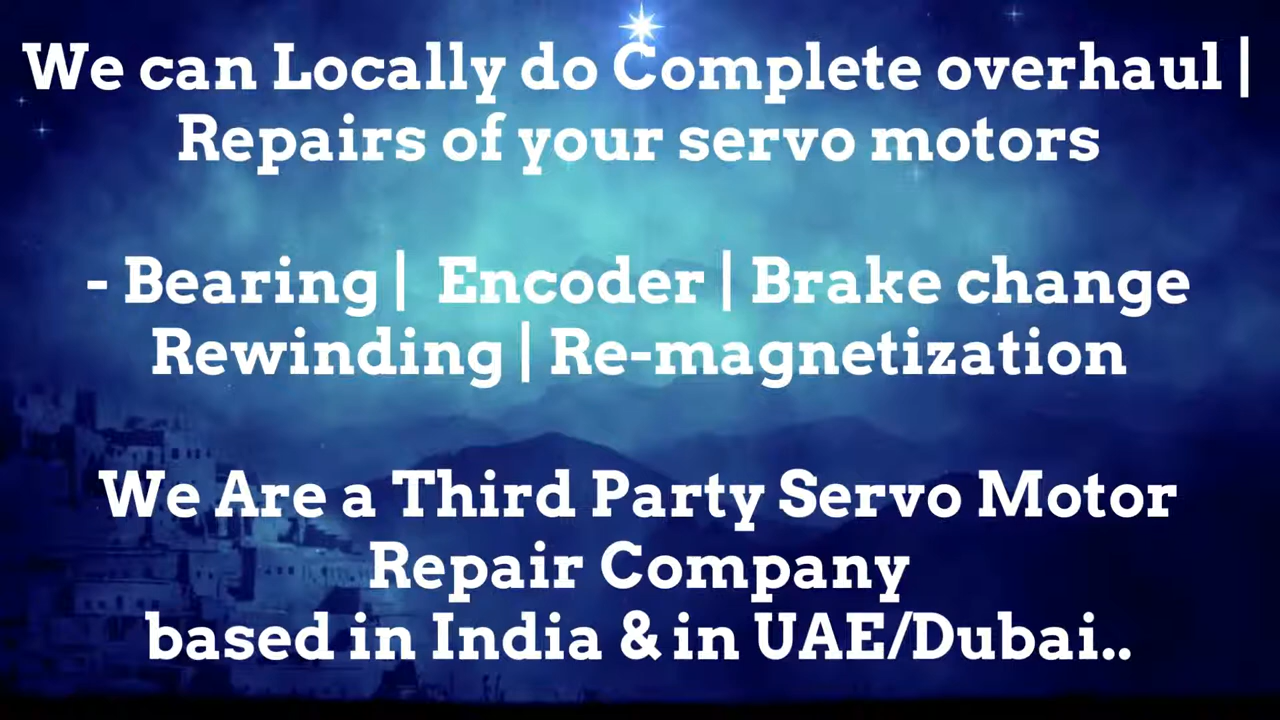 We can Locally do Complete overhaul |
Repairs of your servo motors
- Bearing | Encoder | Brake change
Rewinding | Re-magnetization
We Are a Third Party Servo Motor
Repair Company
based in India & in UAE/Dubai..